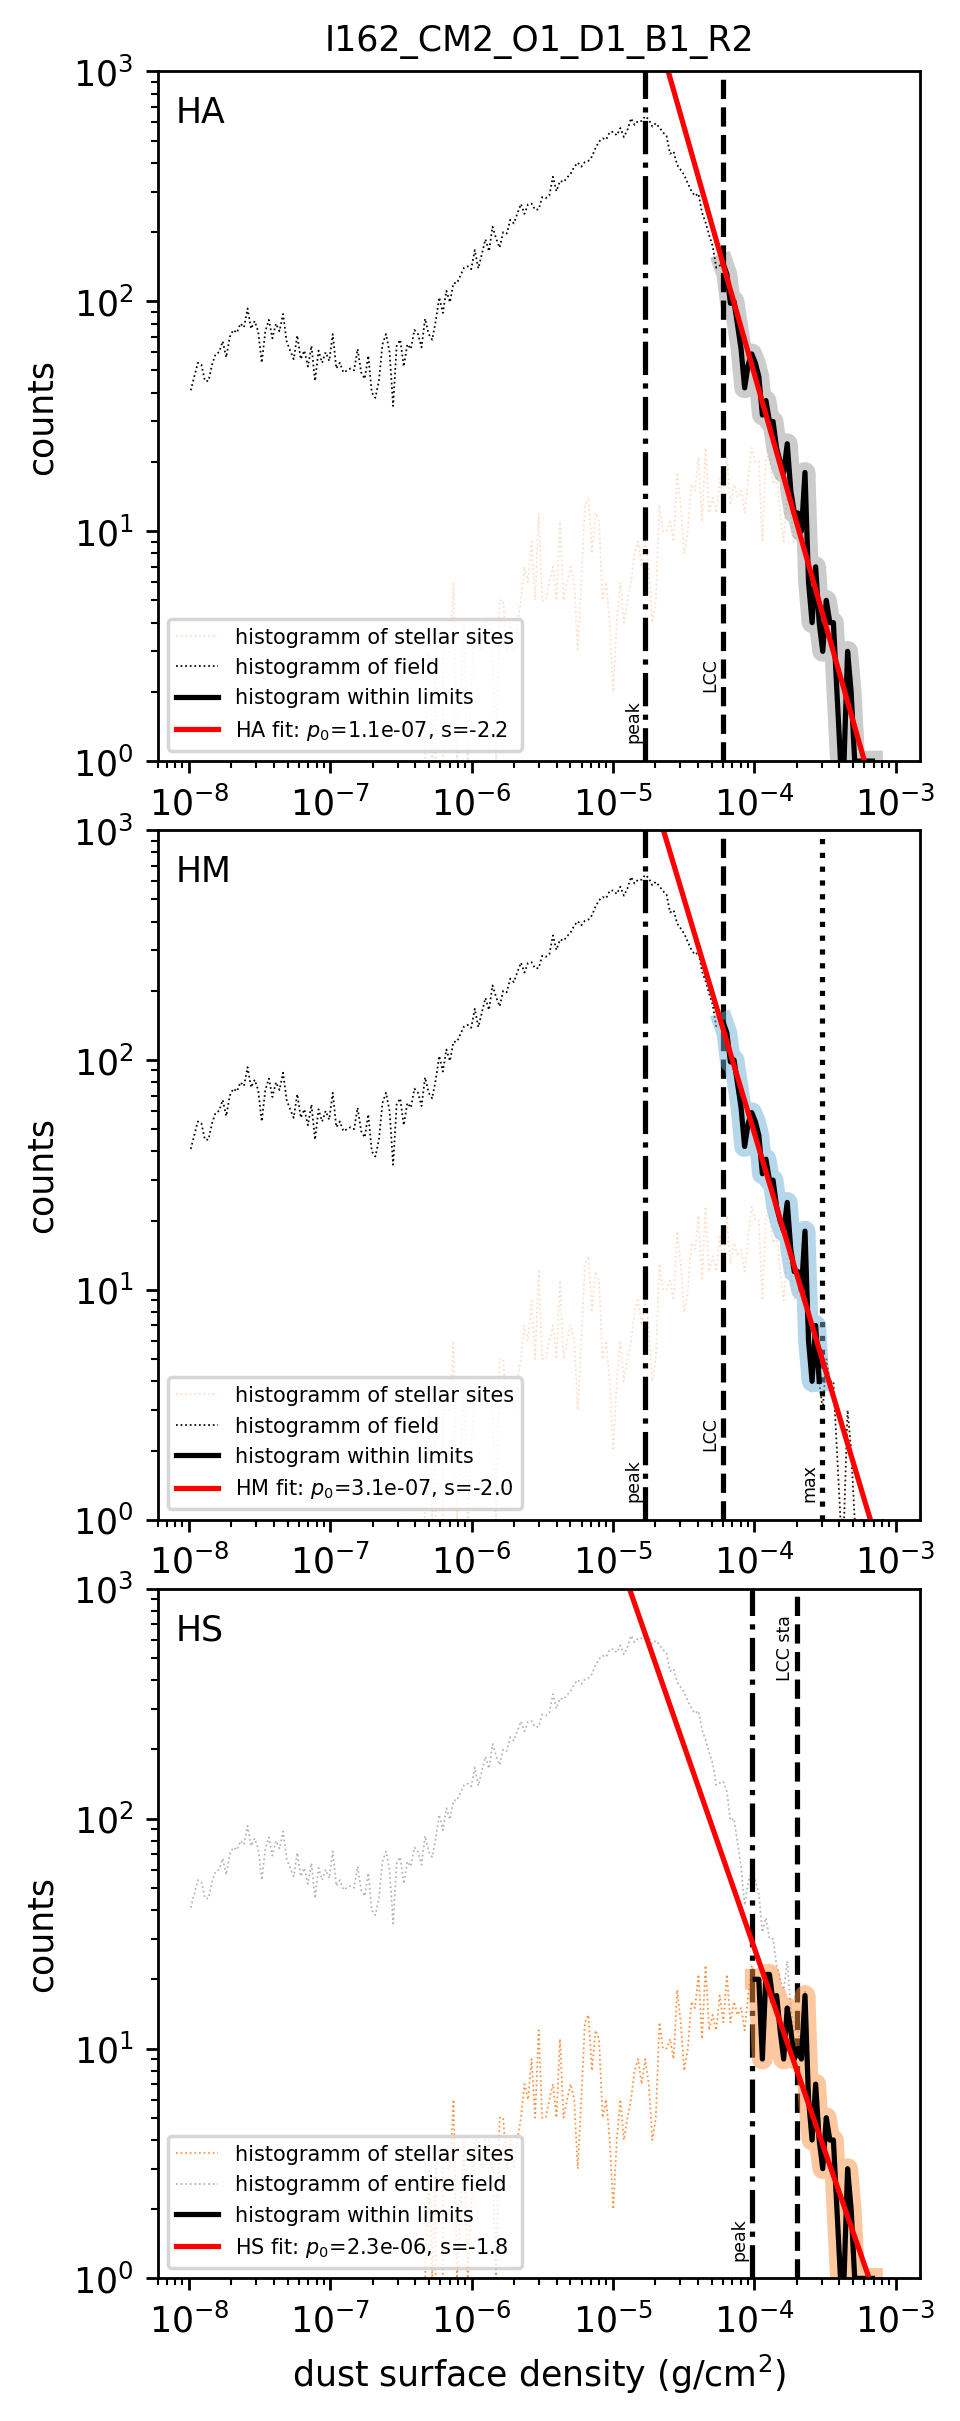 I162_CM2_O1_D1_B1_R2
10³
HA
10²
counts
10¹
LCC
peak
histogramm of stellar sites
histogramm of field
histogram within limits
HA fit: p₀=1.1e-07, s=-2.2
10⁰
10⁻⁸ 10⁻⁷ 10⁻⁶ 10⁻⁵ 10⁻⁴ 10⁻³
10³
HM
10²
counts
10¹
LCC
peak
max
histogramm of stellar sites
histogramm of field
histogram within limits
HM fit: p₀=3.1e-07, s=-2.0
10⁰
10⁻⁸ 10⁻⁷ 10⁻⁶ 10⁻⁵ 10⁻⁴ 10⁻³
10³
HS
LCC sta
10²
counts
10¹
peak
histogramm of stellar sites
histogramm of entire field
histogram within limits
HS fit: p₀=2.3e-06, s=-1.8
10⁰
10⁻⁸ 10⁻⁷ 10⁻⁶ 10⁻⁵ 10⁻⁴ 10⁻³
dust surface density (g/cm²)